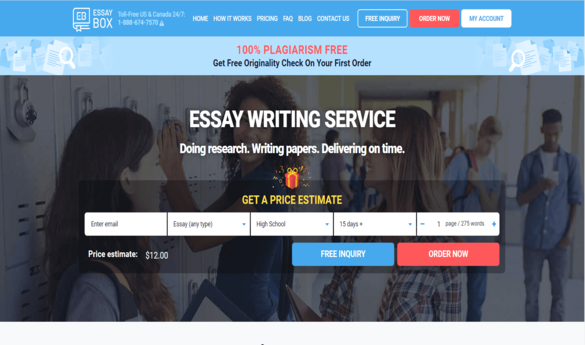 ESSAY BOX
Toll-Free US & Canada 24/7:
1-888-674-7570
HOME HOW IT WORKS PRICING FAQ BLOG CONTACT US FREE INQUIRY ORDER NOW MY ACCOUNT
100% PLAGIARISM FREE
Get Free Originality Check On Your First Order
ESSAY WRITING SERVICE
Doing research. Writing papers. Delivering on time.
GET A PRICE ESTIMATE
Enter email Essay (any type) High School 15 days + − 1 page / 275 words +
Price estimate: $12.00 FREE INQUIRY ORDER NOW